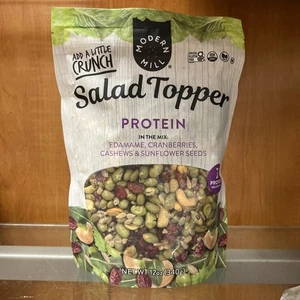 MODERN
MILL
ADD A LITTLE
CRUNCH
Salad Topper
PROTEIN
IN THE MIX:
EDAMAME, CRANBERRIES,
CASHEWS & SUNFLOWER SEEDS
NET WT 12oz (340g)